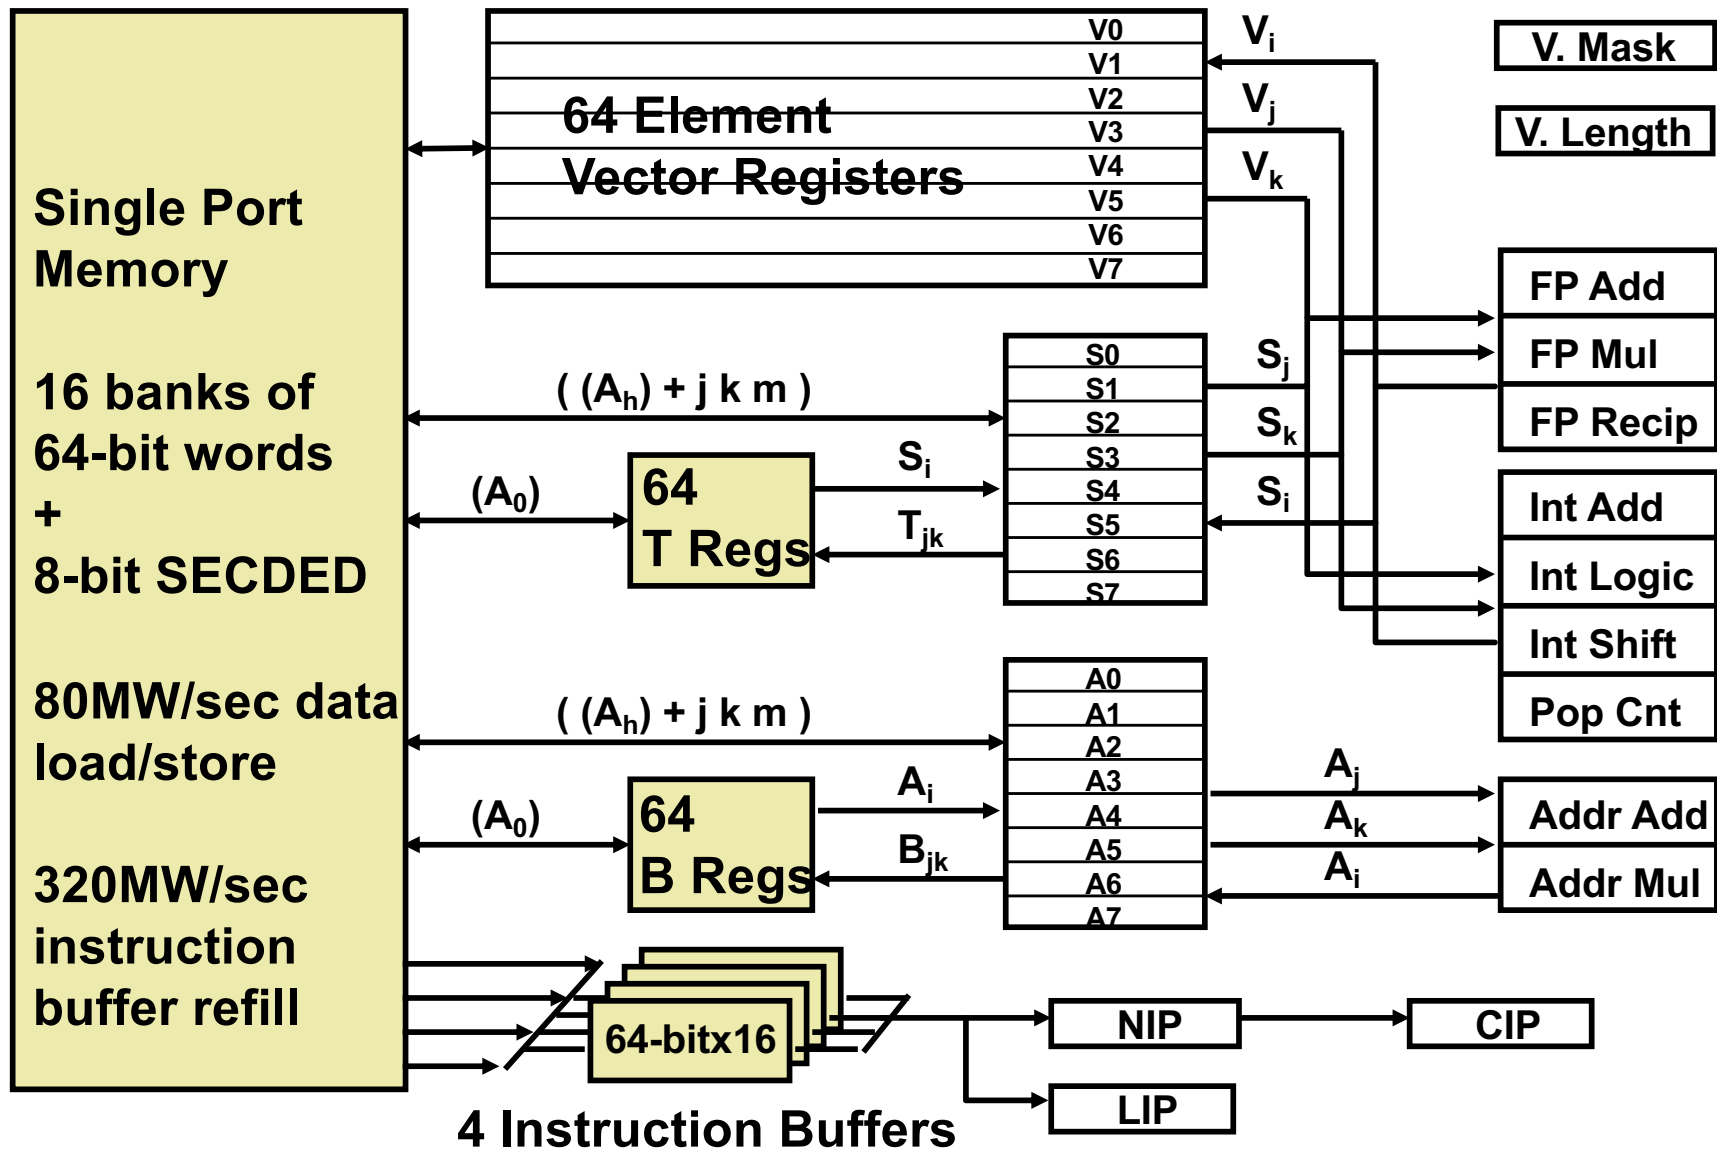 Single Port
Memory
16 banks of
64-bit words
+
8-bit SECDED
80MW/sec data
load/store
320MW/sec
instruction
buffer refill
64 Element
Vector Registers
V0
V1
V2
V3
V4
V5
V6
V7
Vi
Vj
Vk
V. Mask
V. Length
( (Ah) + j k m )
(A0)
64
T Regs
Si
Tjk
S0
S1
S2
S3
S4
S5
S6
S7
Sj
Sk
Si
FP Add
FP Mul
FP Recip
Int Add
Int Logic
Int Shift
Pop Cnt
( (Ah) + j k m )
(A0)
64
B Regs
Ai
Bjk
A0
A1
A2
A3
A4
A5
A6
A7
Aj
Ak
Ai
Addr Add
Addr Mul
64-bitx16
4 Instruction Buffers
NIP
CIP
LIP